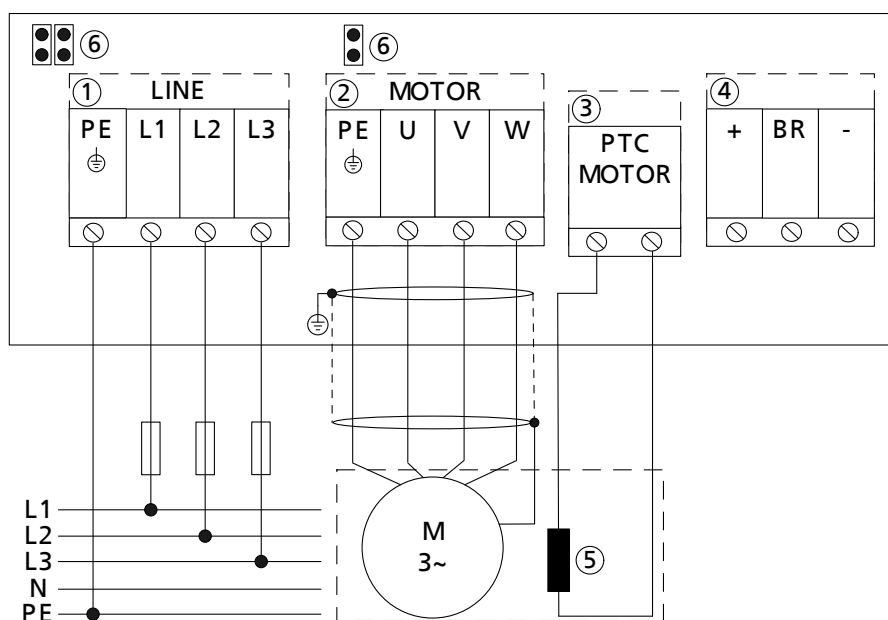 ⑥ ⑥
① LINE
PE L1 L2 L3
② MOTOR
PE U V W
③
PTC
MOTOR
④
+ BR -
L1
L2
L3
N
PE
M
3~
⑤